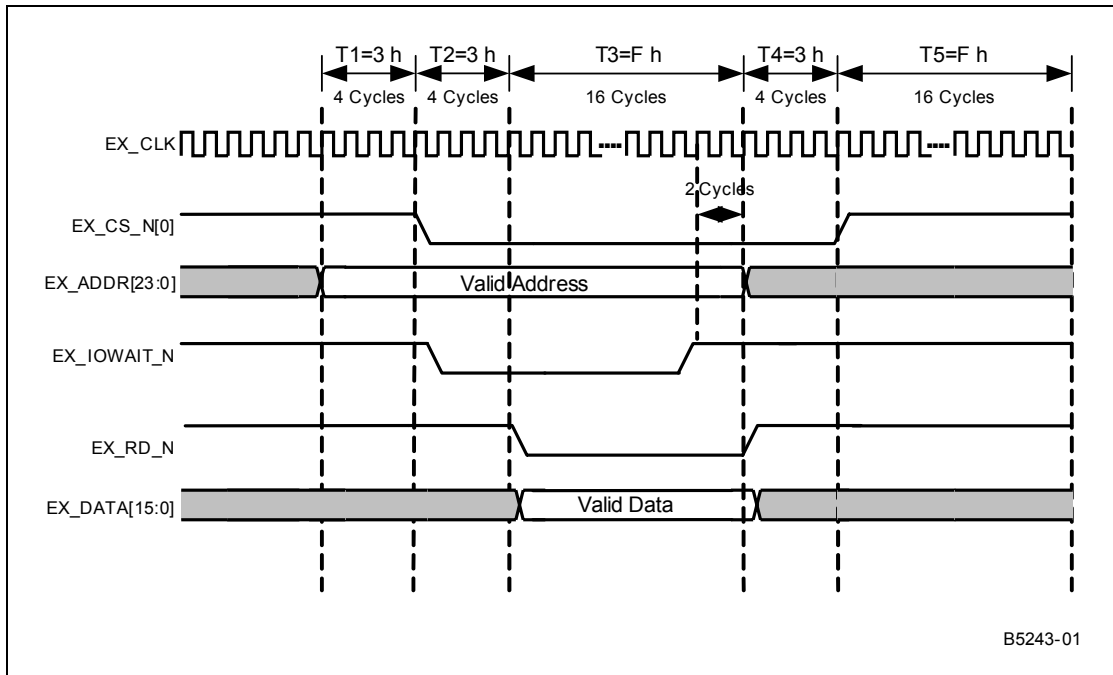 T1=3 h T2=3 h T3=F h T4=3 h T5=F h
4 Cycles 4 Cycles 16 Cycles 4 Cycles 16 Cycles
EX_CLK
2 Cycles
EX_CS_N[0]
EX_ADDR[23:0] Valid Address
EX_IOWAIT_N
EX_RD_N
EX_DATA[15:0] Valid Data
B5243-01